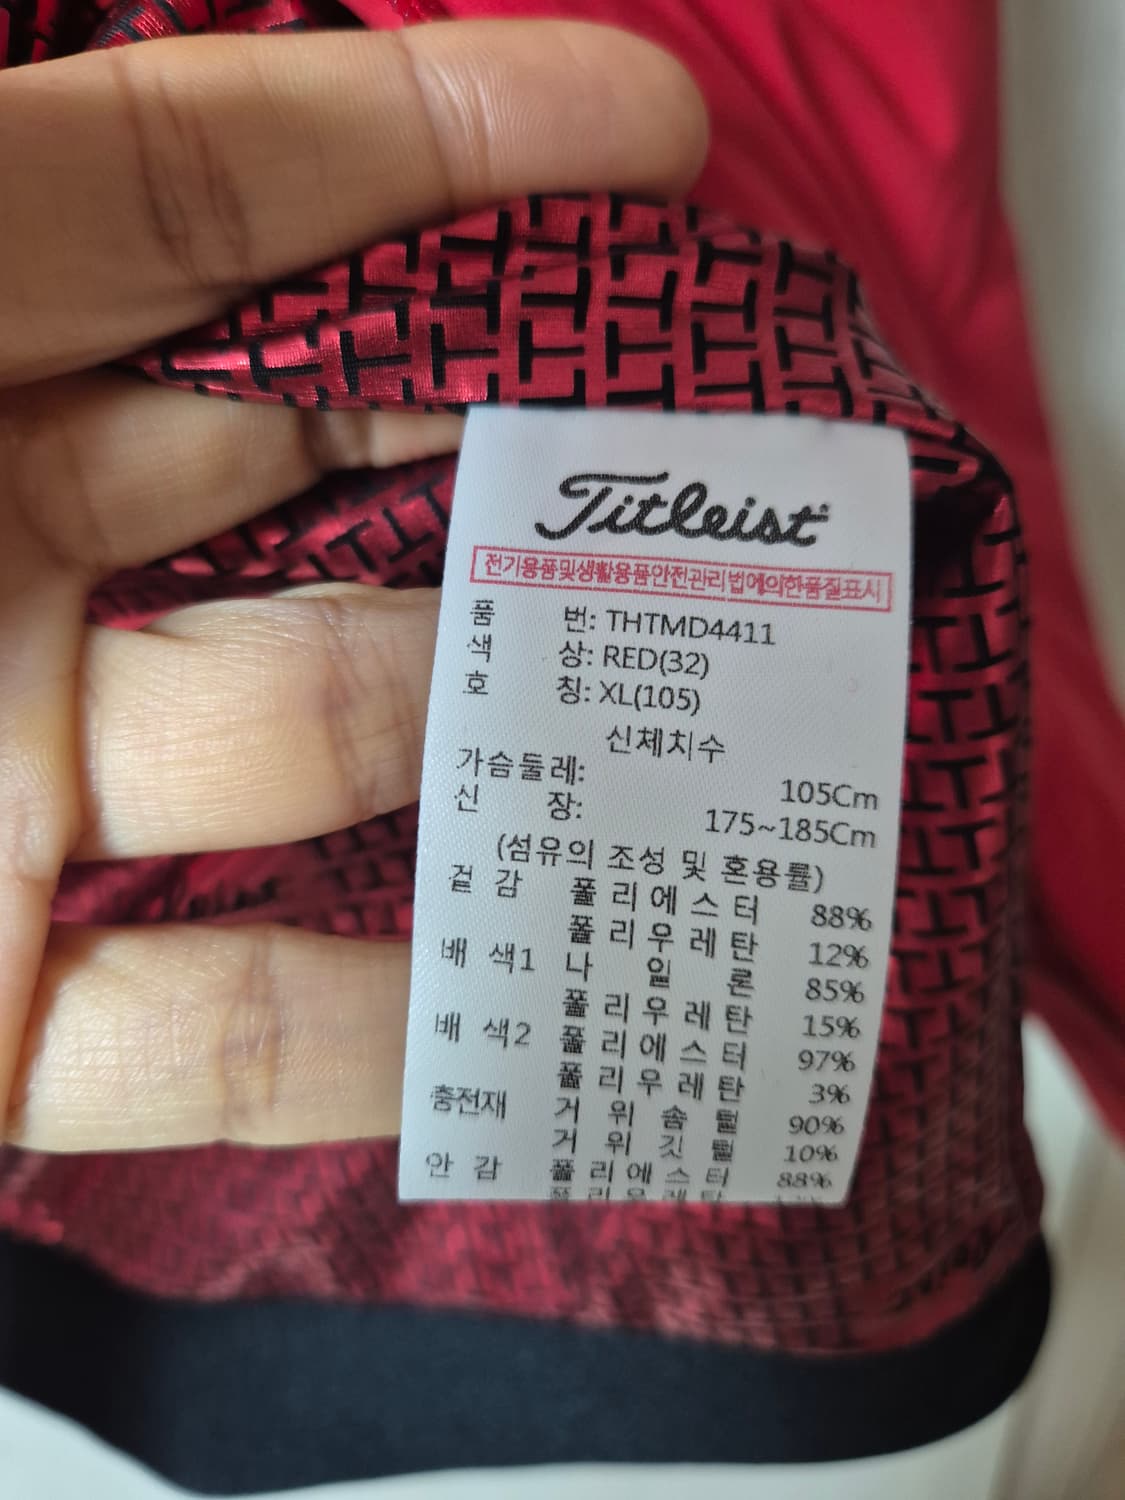 Titleist
전기용품및생활용품안전관리법에의한품질표시
품 번: THTMD4411
색 상: RED(32)
호 칭: XL(105)
신체치수
가슴둘레: 105Cm
신 장: 175~185Cm
(섬유의 조성 및 혼용률)
겉 감 폴 리 에 스 터 88%
폴 리 우 레 탄 12%
배 색1 나 일 론 85%
폴 리 우 레 탄 15%
배 색2 폴 리 에 스 터 97%
폴 리 우 레 탄 3%
충전재 거 위 솜 털 90%
거 위 깃 털 10%
안 감 폴 리 에 스 터 88%
폴 리 우 레 탄